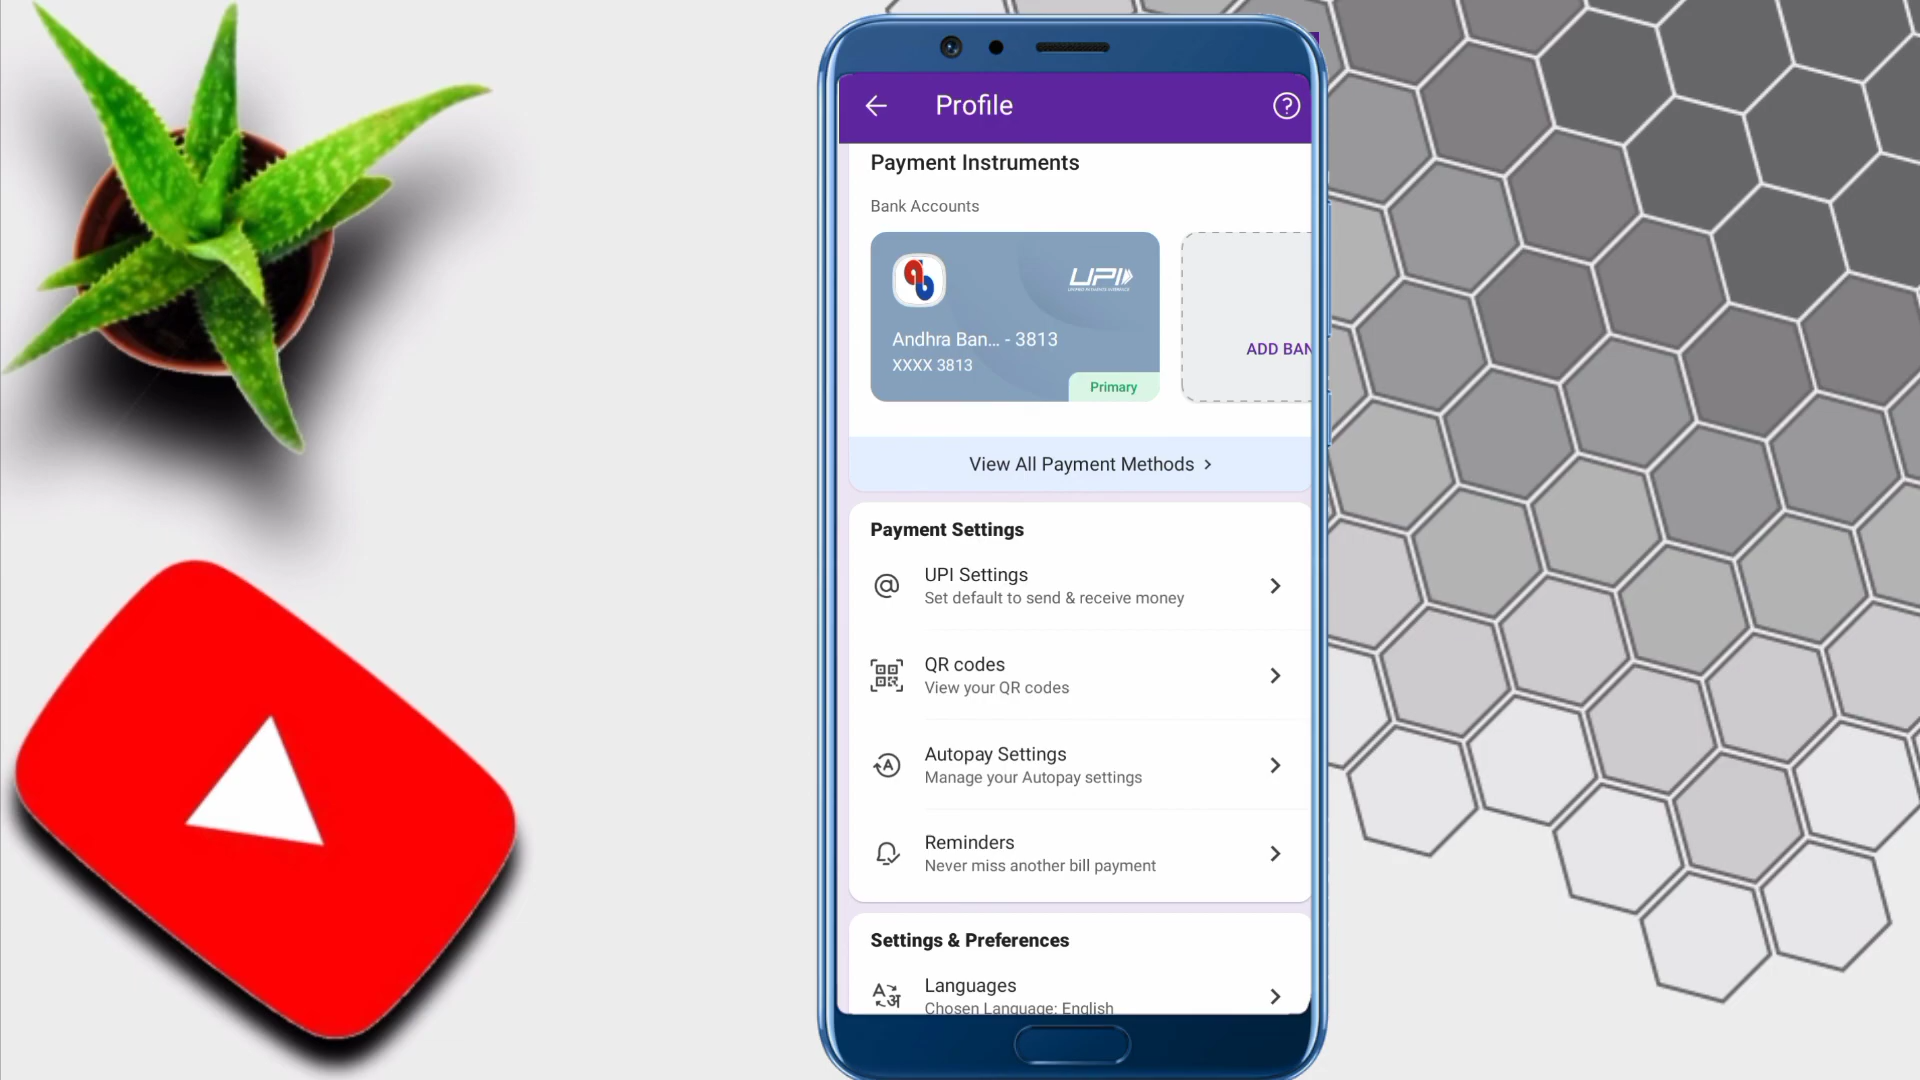 Profile
Payment Instruments
Bank Accounts
UPI
Andhra Ban... - 3813
XXXX 3813
Primary
ADD BAN
View All Payment Methods
Payment Settings
UPI Settings
Set default to send & receive money
QR codes
View your QR codes
Autopay Settings
Manage your Autopay settings
Reminders
Never miss another bill payment
Settings & Preferences
Languages
Chosen Language: English